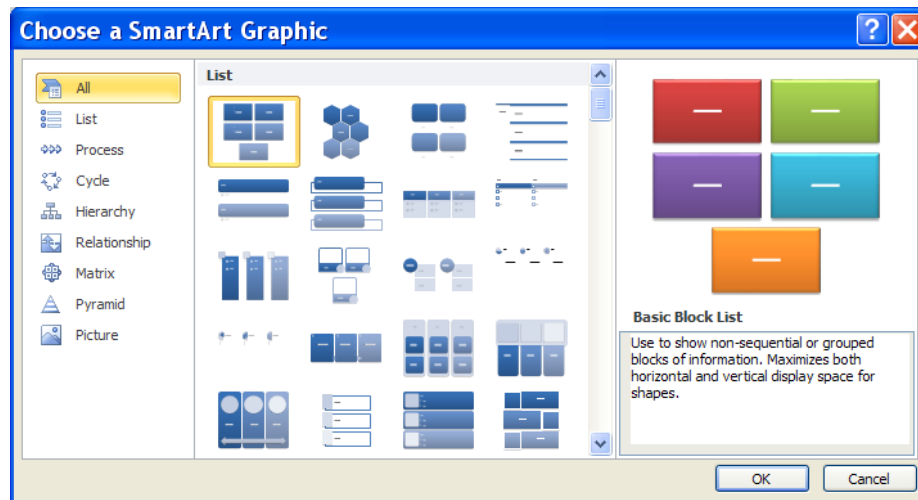 Choose a SmartArt Graphic
All
List
Process
Cycle
Hierarchy
Relationship
Matrix
Pyramid
Picture
List
Basic Block List
Use to show non-sequential or grouped
blocks of information. Maximizes both
horizontal and vertical display space for
shapes.
OK
Cancel